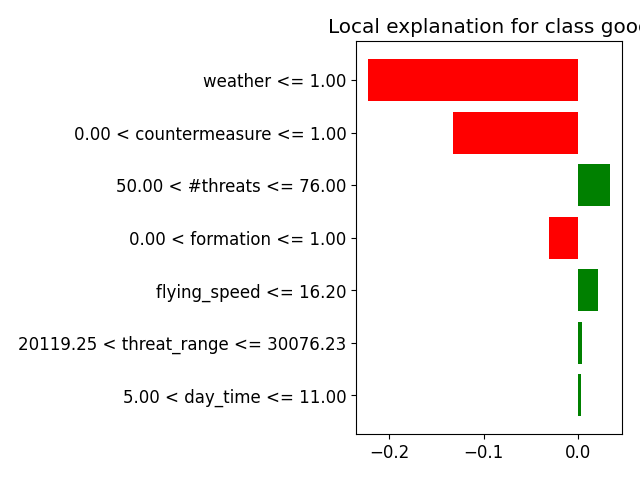 Local explanation for class goo
weather <= 1.00
0.00 < countermeasure <= 1.00
50.00 < #threats <= 76.00
0.00 < formation <= 1.00
flying_speed <= 16.20
20119.25 < threat_range <= 30076.23
5.00 < day_time <= 11.00
−0.2 −0.1 0.0